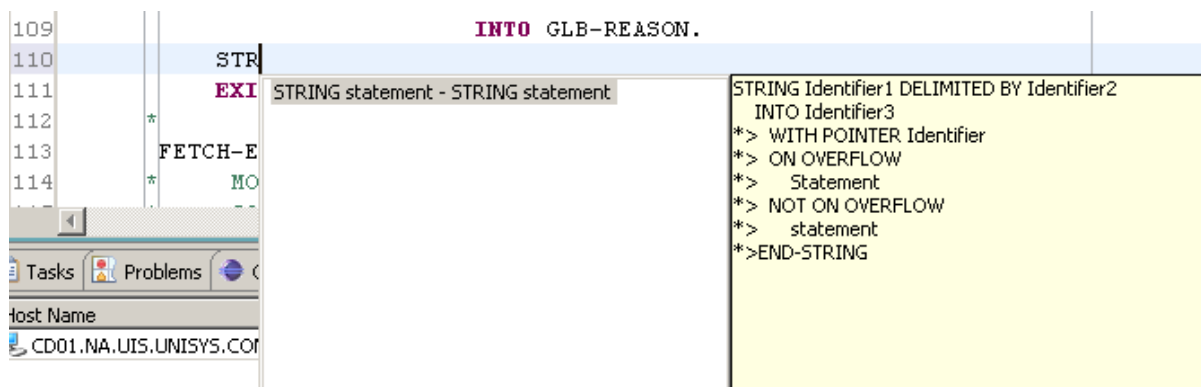 109 INTO GLB-REASON.
110 STR
111 EXI
112 *
113 FETCH-E
114 * MO
STRING statement - STRING statement
STRING Identifier1 DELIMITED BY Identifier2
INTO Identifier3
*> WITH POINTER Identifier
*> ON OVERFLOW
*> Statement
*> NOT ON OVERFLOW
*> statement
*>END-STRING
Tasks Problems
Host Name
CD01.NA.UIS.UNISYS.COM